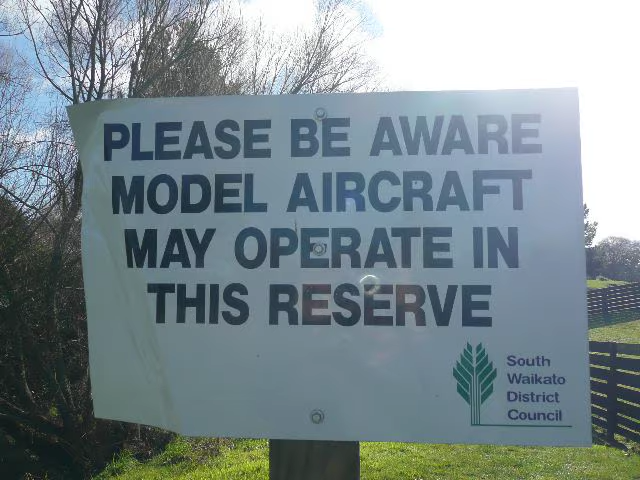 PLEASE BE AWARE
MODEL AIRCRAFT
MAY OPERATE IN
THIS RESERVE
South
Waikato
District
Council